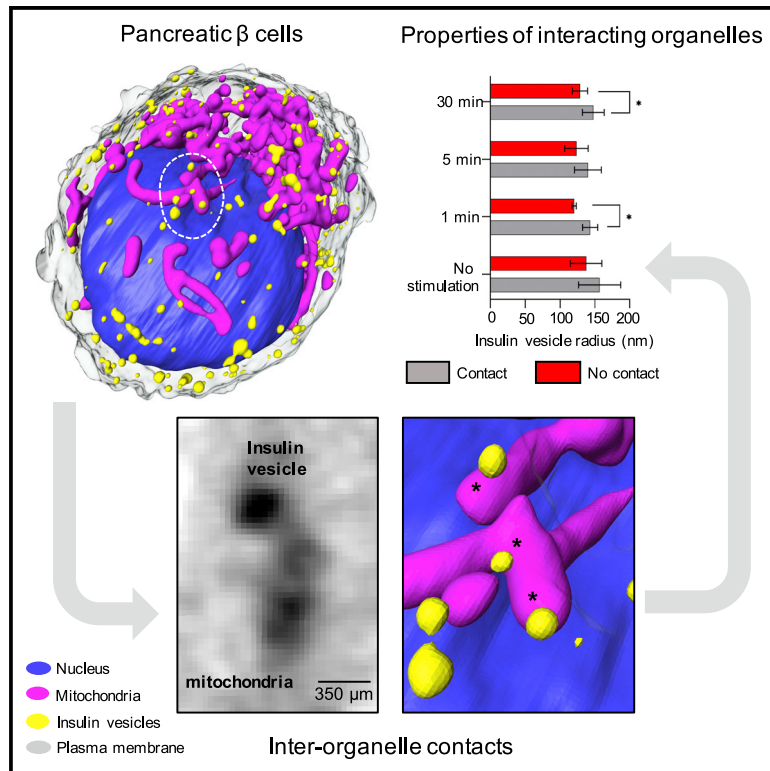 Pancreatic β cells
Properties of interacting organelles
30 min
5 min
1 min
No
stimulation
*
*
0 50 100 150 200
Insulin vesicle radius (nm)
Contact
No contact
Insulin
vesicle
mitochondria
350 µm
*
*
*
Nucleus
Mitochondria
Insulin vesicles
Plasma membrane
Inter-organelle contacts